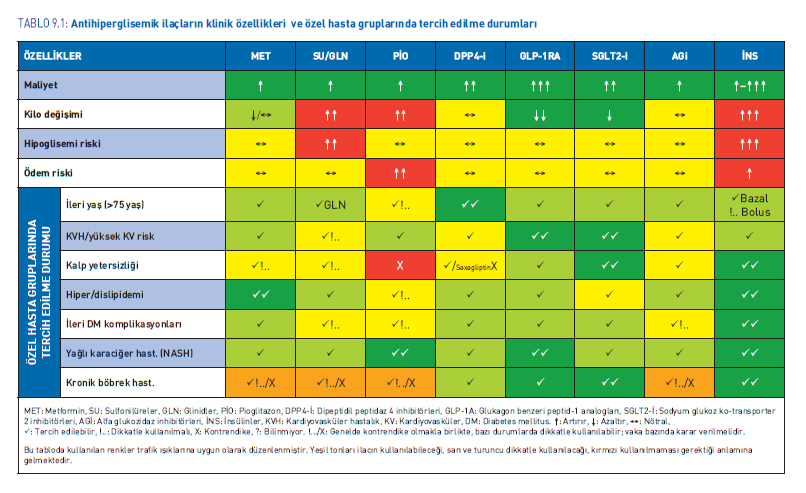 TABLO 9.1: Antihiperglisemik ilaçların klinik özellikleri ve özel hasta gruplarında tercih edilme durumları
ÖZELLİKLER MET SU/GLN PİO DPP4-i GLP-1RA SGLT2-i AGi İNS
Maliyet ↑ ↑ ↑ ↑↑ ↑↑↑ ↑↑ ↑ ↑-↑↑↑
Kilo değişimi ↓/↔ ↑↑ ↑↑ ↔ ↓↓ ↓ ↔ ↑↑↑
Hipoglisemi riski ↔ ↑↑ ↔ ↔ ↔ ↔ ↔ ↑↑↑
Ödem riski ↔ ↔ ↑↑ ↔ ↔ ↔ ↔ ↑
ÖZEL HASTA GRUPLARINDA
TERCİH EDİLME DURUMU
İleri yaş (>75 yaş) ✓ ✓GLN ✓!.. ✓✓ ✓ ✓ ✓ ✓Bazal
!.. Bolus
KVH/yüksek KV risk ✓ ✓!.. ✓ ✓ ✓✓ ✓✓ ✓ ✓
Kalp yetersizliği ✓!.. ✓!.. X ✓/SaxagliptinX ✓ ✓✓ ✓ ✓✓
Hiper/dislipidemi ✓✓ ✓ ✓!.. ✓ ✓ ✓ ✓ ✓✓
İleri DM komplikasyonları ✓ ✓!.. ✓!.. ✓ ✓ ✓ ✓!.. ✓✓
Yağlı karaciğer hast. (NASH) ✓ ✓ ✓✓ ✓ ✓✓ ✓ ✓ ✓✓
Kronik böbrek hast. ✓!../X ✓!../X ✓!../X ✓ ✓ ✓✓ ✓!../X ✓✓
MET: Metformin, SU: Sulfonilüreler, GLN: Glinidler, PİO: Pioglitazon, DPP4-İ: Dipeptidil peptidaz 4 inhibitörleri, GLP-1A: Glukagon benzeri peptid-1 analogları, SGLT2-İ: Sodyum glukoz ko-transporter
2 inhibitörleri, AGİ: Alfa glukozidaz inhibitörleri, İNS: İnsülinler, KVH: Kardiyovasküler hastalık, KV: Kardiyovasküler, DM: Diabetes mellitus. ↑: Artırır, ↓: Azaltır, ↔: Nötral,
✓: Tercih edilebilir, !..: Dikkatle kullanılmalı, X: Kontrendike, ?: Bilinmiyor. !../X: Genelde kontrendike olmakla birlikte, bazı durumlarda dikkatle kullanılabilir; vaka bazında karar verilmelidir.
Bu tabloda kullanılan renkler trafik ışıklarına uygun olarak düzenlenmiştir. Yeşil tonları ilacın kullanılabileceği, sarı ve turuncu dikkatle kullanılacağı, kırmızı kullanılmaması gerektiği anlamına
gelmektedir.